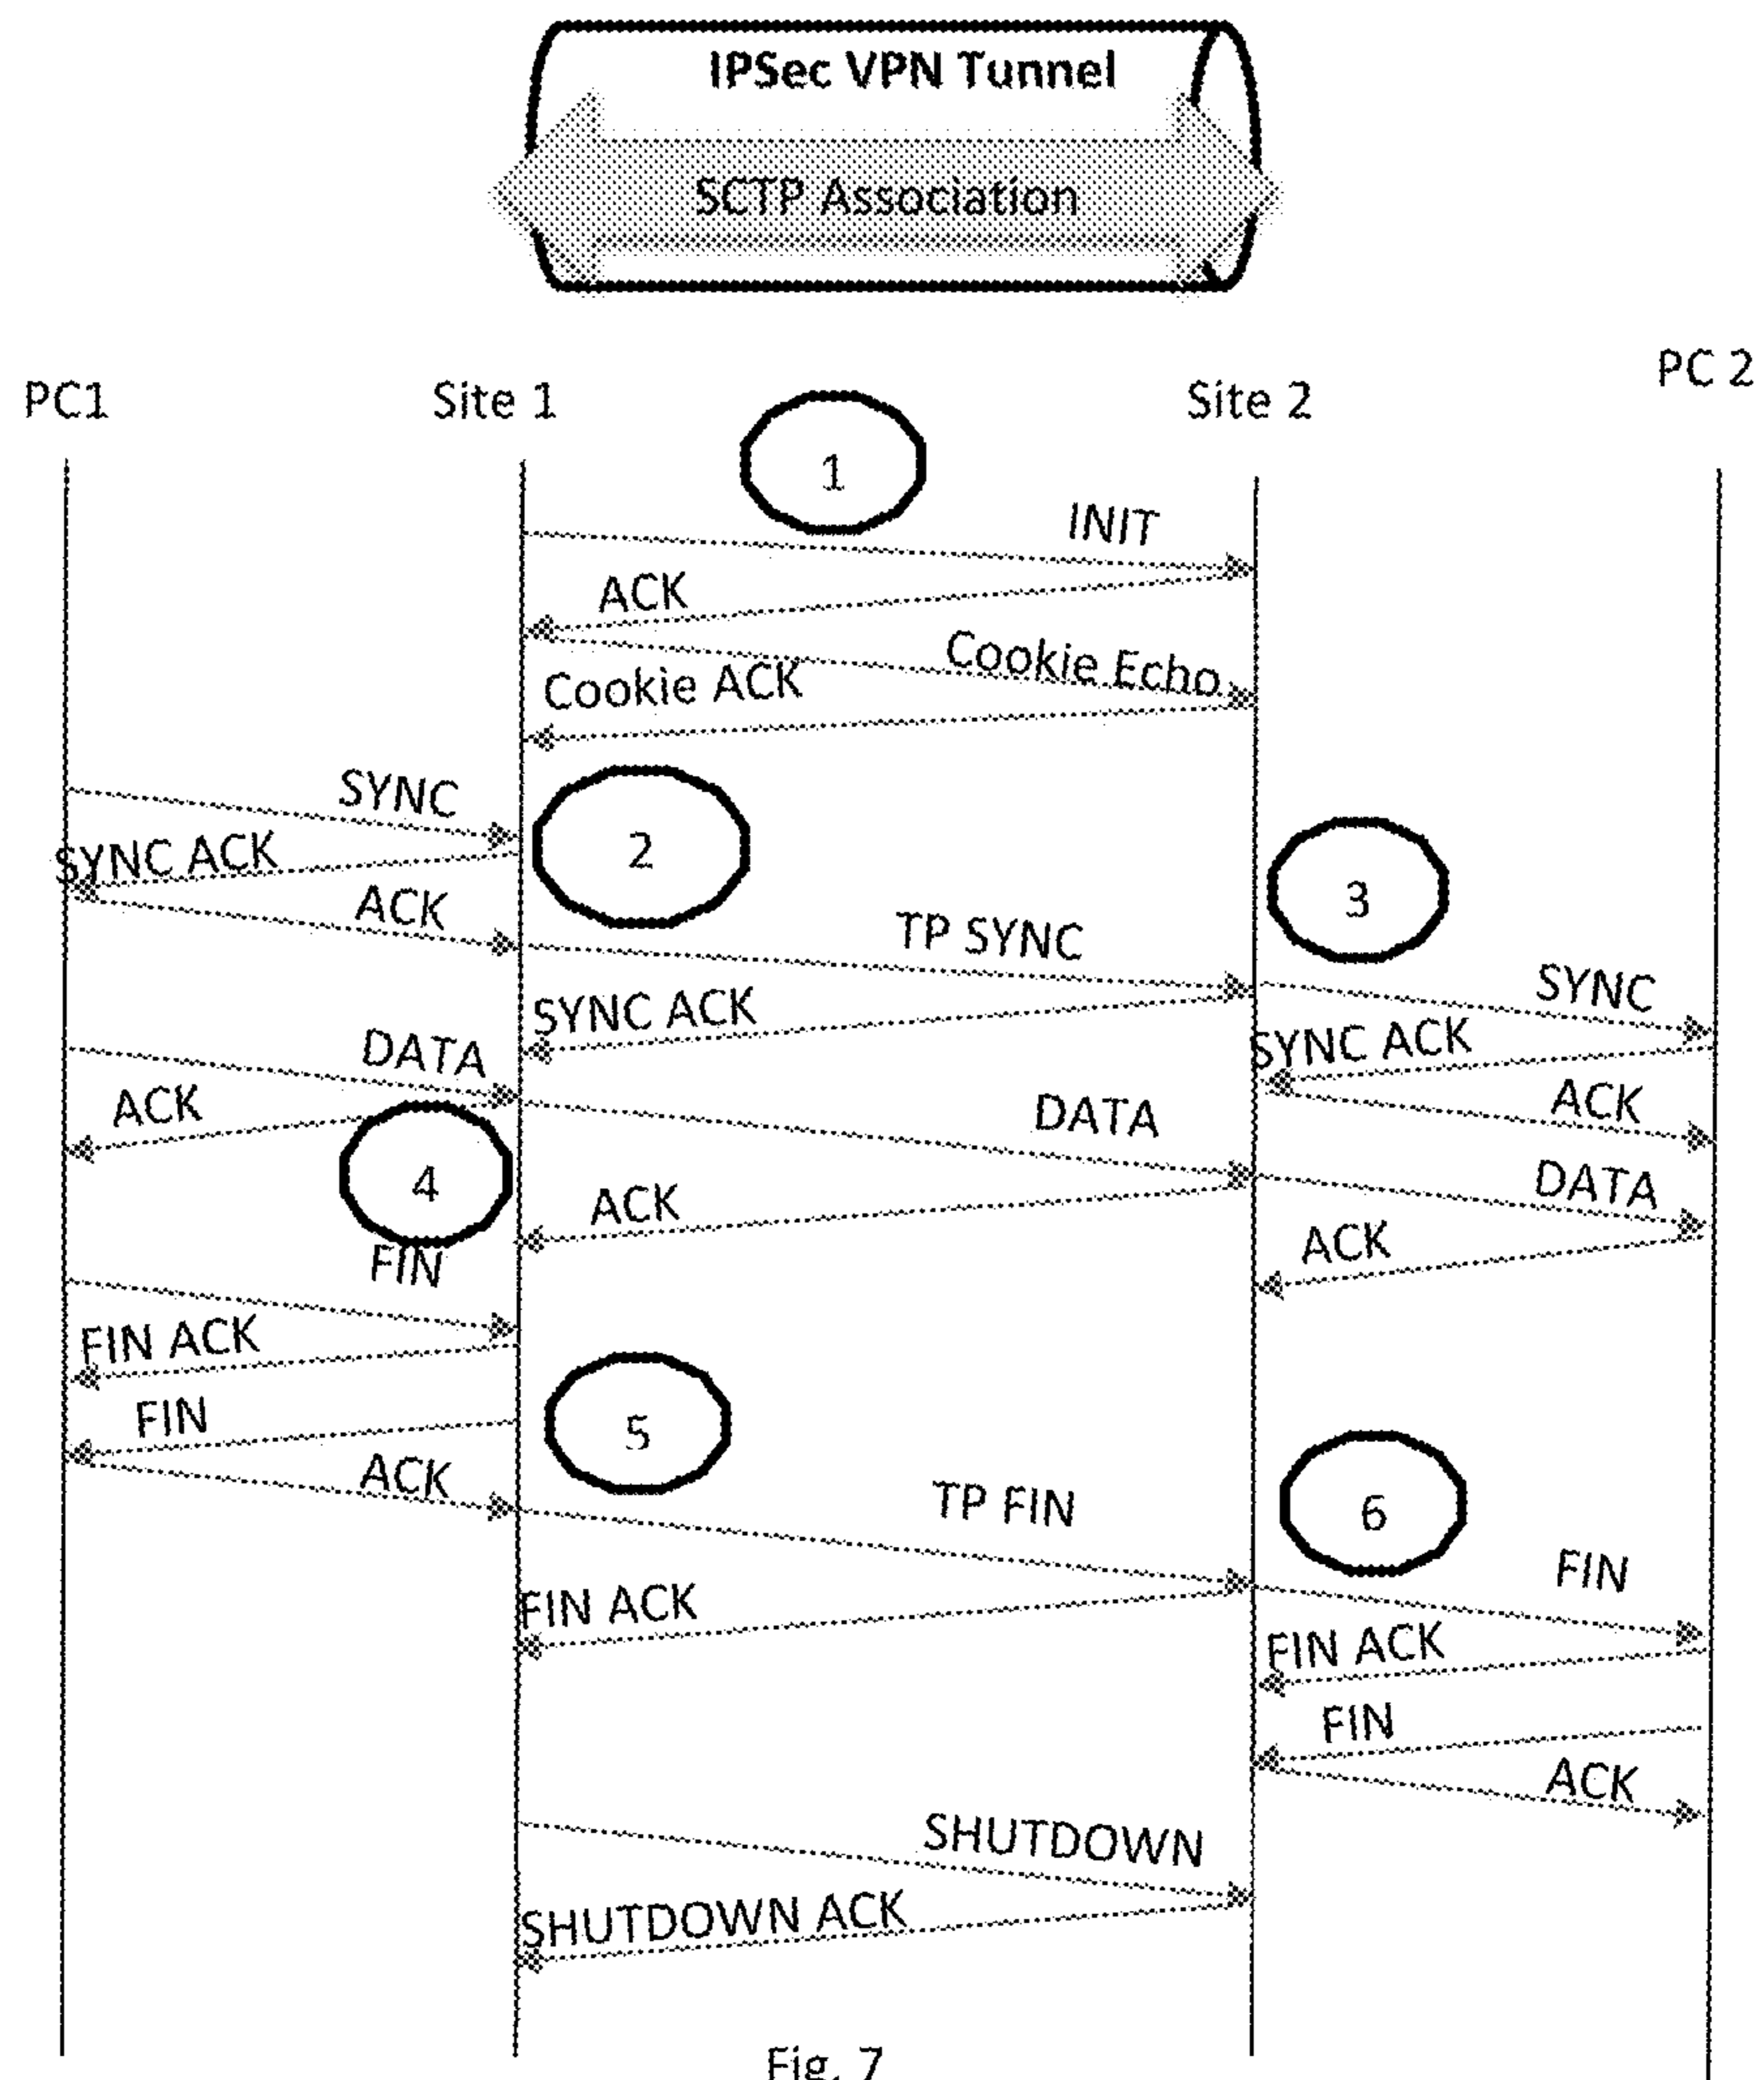 IPSec VPN Tunnel
SCTP Association
PC1
Site 1
Site 2
PC 2
1
INIT
ACK
Cookie Echo
Cookie ACK
SYNC
2
SYNC ACK
3
ACK
TP SYNC
SYNC
SYNC ACK
SYNC ACK
DATA
ACK
ACK
DATA
4
DATA
ACK
ACK
FIN
FIN ACK
FIN
5
ACK
TP FIN
6
FIN
FIN ACK
FIN ACK
FIN
ACK
SHUTDOWN
SHUTDOWN ACK
Fig. 7